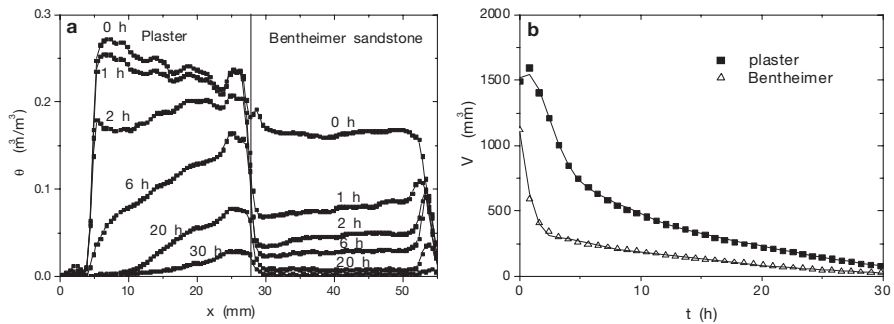 a
Plaster
Bentheimer sandstone
0 h
1 h
2 h
6 h
20 h
30 h
0 h
1 h
2 h
6 h
20 h
0.3
0.2
0.1
0.0
θ (m³/m³)
0 10 20 30 40 50
x (mm)
b
plaster
Bentheimer
2000
1500
1000
500
0
V (mm³)
0 10 20 30
t (h)